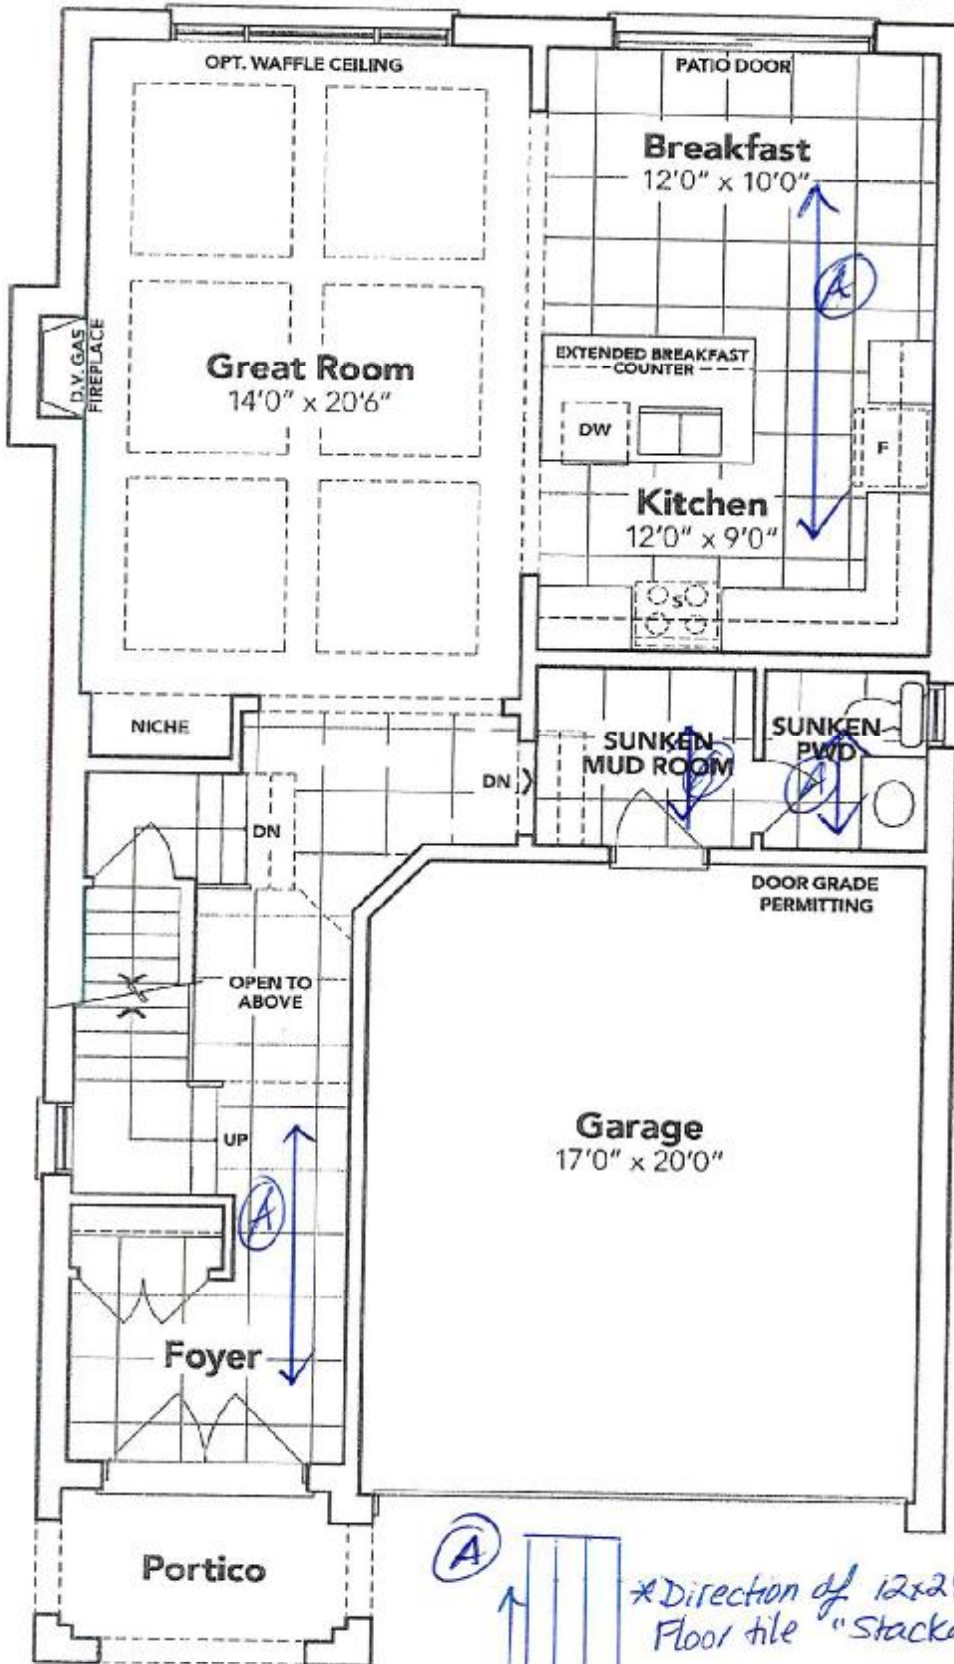 OPT. WAFFLE CEILING
PATIO DOOR
Breakfast
12'0" x 10'0"
A
D.V. GAS
FIREPLACE
Great Room
14'0" x 20'6"
EXTENDED BREAKFAST
COUNTER
DW
F
Kitchen
12'0" x 9'0"
S
NICHE
SUNKEN
MUD ROOM
SUNKEN
PWD
A
DN
DN
DOOR GRADE
PERMITTING
OPEN TO
ABOVE
UP
A
Garage
17'0" x 20'0"
Foyer
Portico
A
*Direction of 12x2
Floor tile "Stack